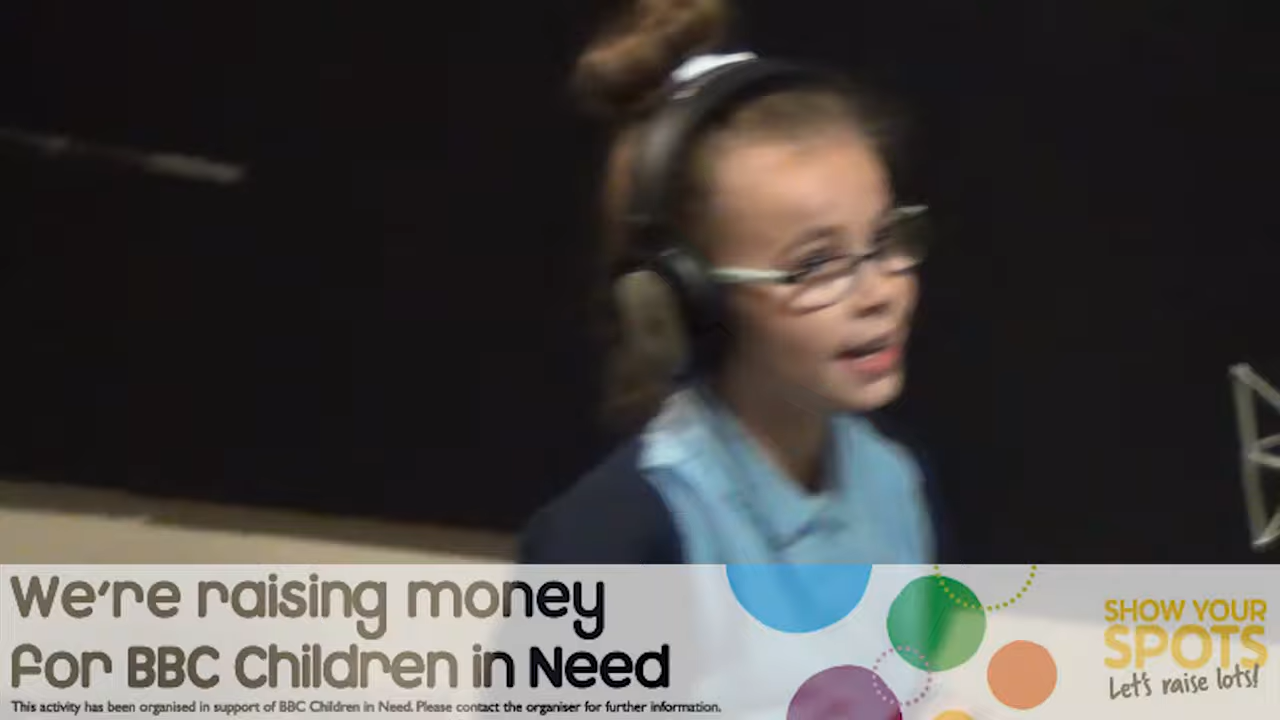 We're raising money
for BBC Children in Need
This activity has been organised in support of BBC Children in Need. Please contact the organiser for further information.
SHOW YOUR
SPOTS
Let's raise lots!